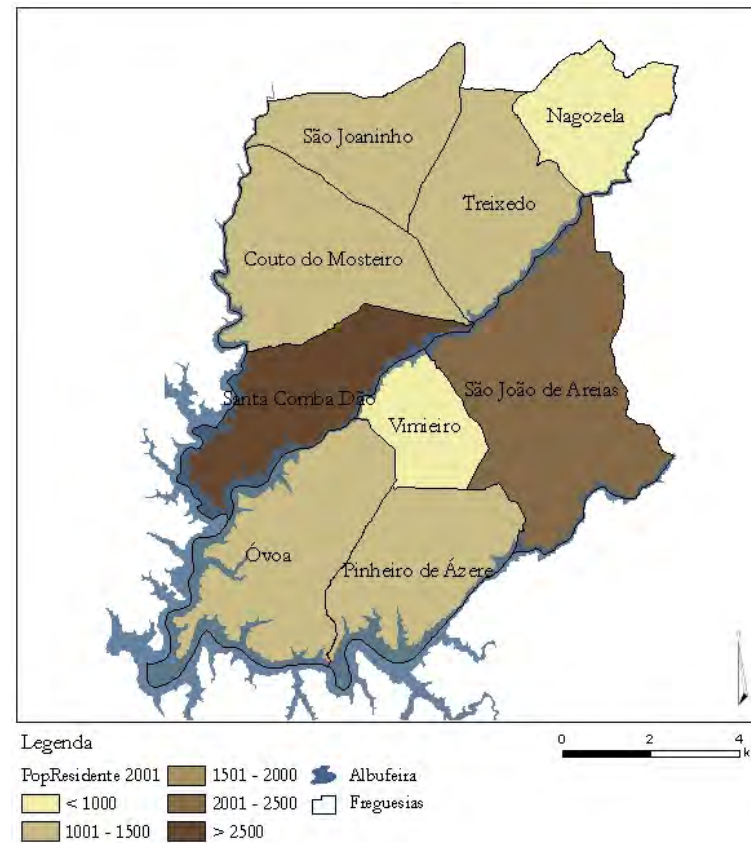 Nagozela
São Joaninho
Treixedo
Couto do Mosteiro
Santa Comba Dão
São João de Areias
Vimieiro
Óvoa
Pinheiro de Ázere
Legenda
0 2 4
k
PopResidente 2001
1501 - 2000
Albufeira
< 1000
2001 - 2500
Freguesias
1001 - 1500
> 2500